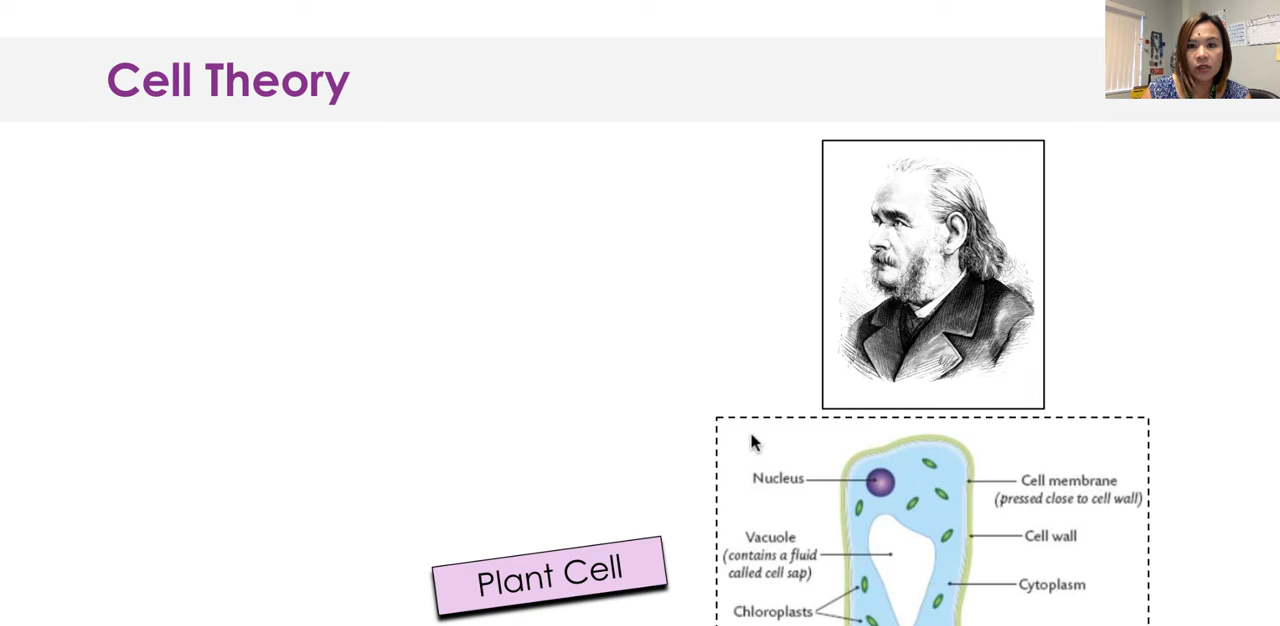 Cell Theory
Nucleus
Cell membrane
(pressed close to cell wall)
Vacuole
(contains a fluid
called cell sap)
Cell wall
Plant Cell
Cytoplasm
Chloroplasts